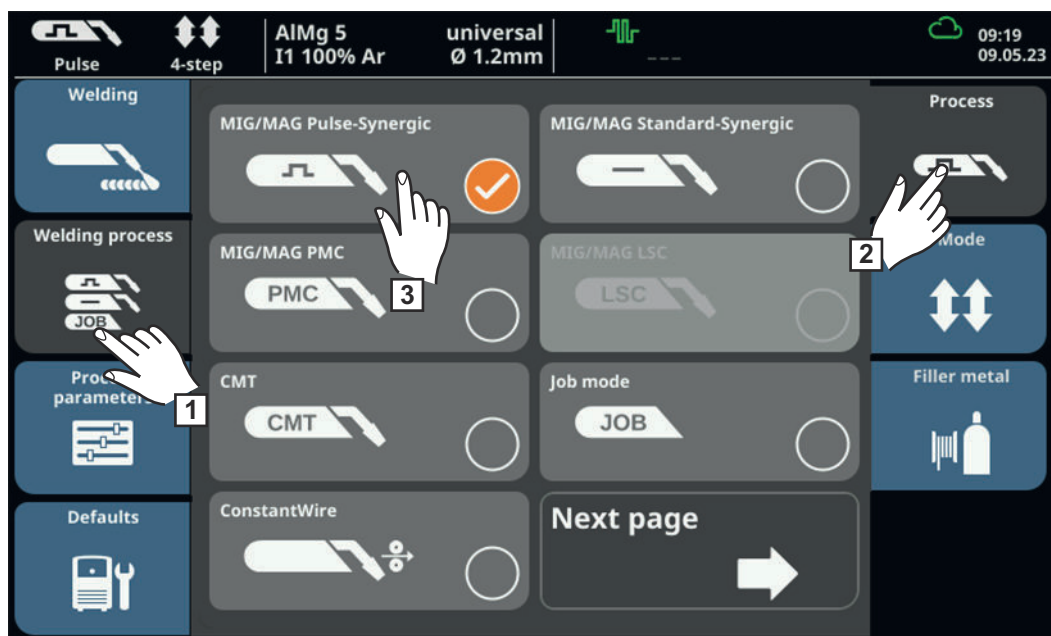 Pulse
4-step
AlMg 5
I1 100% Ar
universal
Ø 1.2mm
---
09:19
09.05.23
Welding
Welding process
JOB
1
Defaults
MIG/MAG Pulse-Synergic
MIG/MAG Standard-Synergic
3
MIG/MAG PMC
PMC
MIG/MAG LSC
LSC
CMT
CMT
Job mode
JOB
ConstantWire
Next page
Process
2
Mode
Filler metal